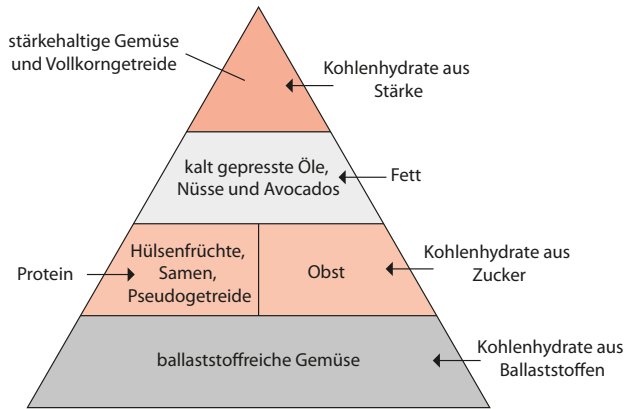 stärkehaltige Gemüse
und Vollkorngetreide
Kohlenhydrate aus
Stärke
kalt gepresste Öle,
Nüsse und Avocados
Fett
Protein
Hülsenfrüchte,
Samen,
Pseudogetreide
Obst
Kohlenhydrate aus
Zucker
ballaststoffreiche Gemüse
Kohlenhydrate aus
Ballaststoffen